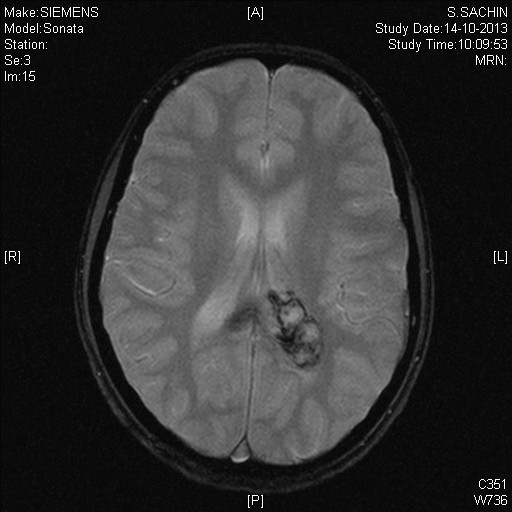 Make:SIEMENS
Model:Sonata
Station:
Se:3
Im:15
[A]
S.SACHIN
Study Date:14-10-2013
Study Time:10:09:53
MRN:
[R]
[L]
[P]
C351
W736